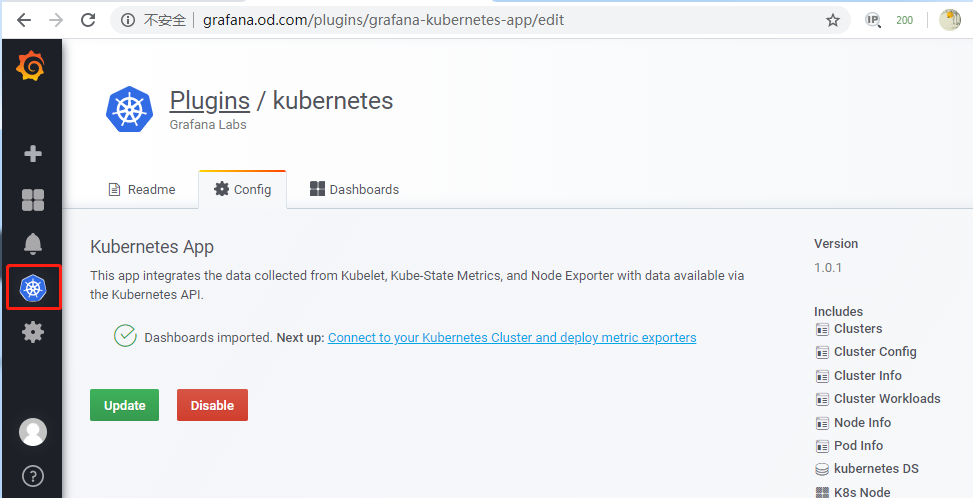 不安全 grafana.od.com/plugins/grafana-kubernetes-app/edit IP 200
Plugins / kubernetes
Grafana Labs
Readme Config Dashboards
Kubernetes App
This app integrates the data collected from Kubelet, Kube-State Metrics, and Node Exporter with data available via
the Kubernetes API.
Dashboards imported. Next up: Connect to your Kubernetes Cluster and deploy metric exporters
Update Disable
Version
1.0.1
Includes
Clusters
Cluster Config
Cluster Info
Cluster Workloads
Node Info
Pod Info
kubernetes DS
K8s Node